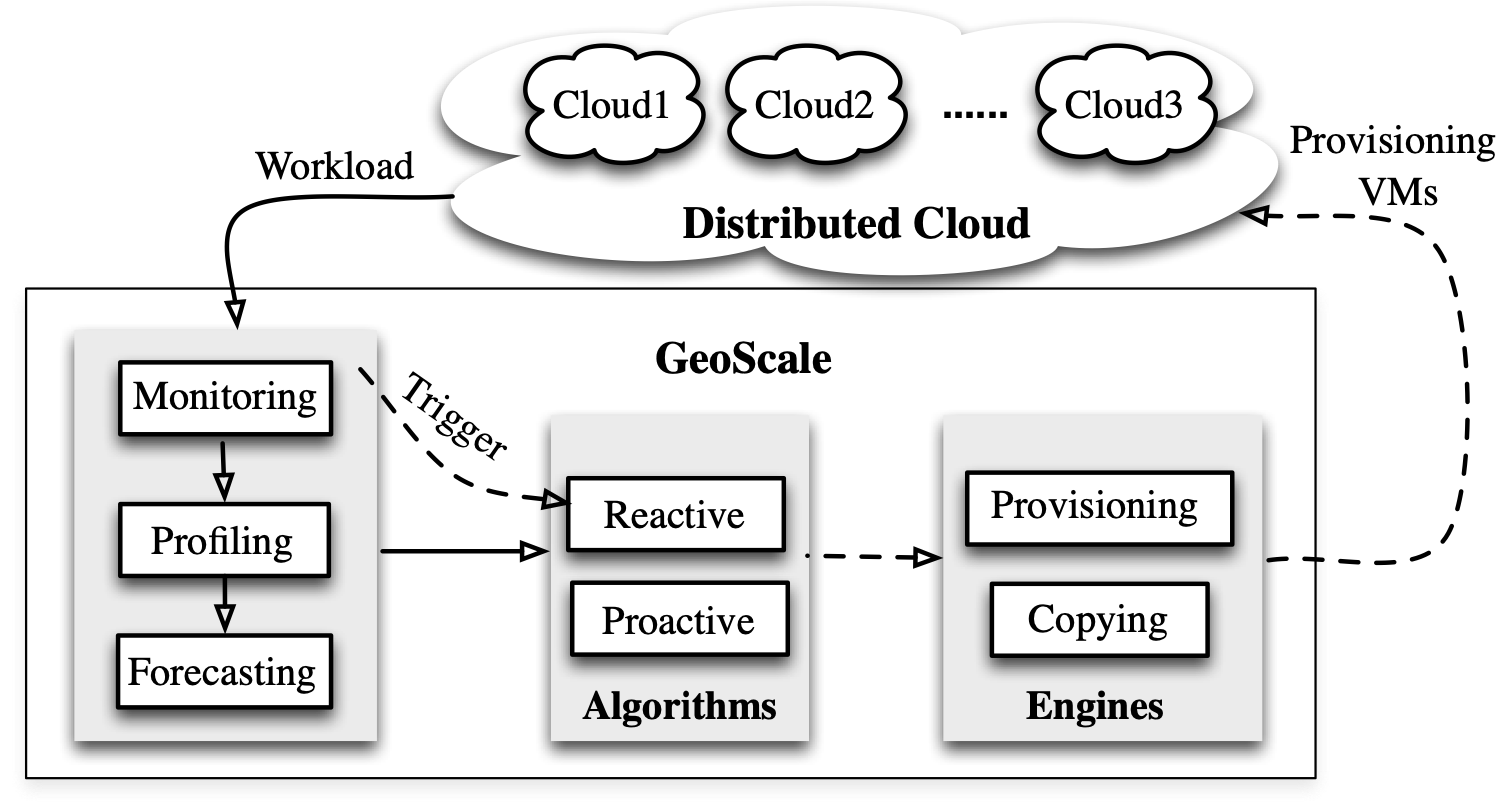 Cloud1
Cloud2
......
Cloud3
Distributed Cloud
Workload
Provisioning
VMs
GeoScale
Monitoring
Profiling
Forecasting
Trigger
Reactive
Proactive
Algorithms
Provisioning
Copying
Engines